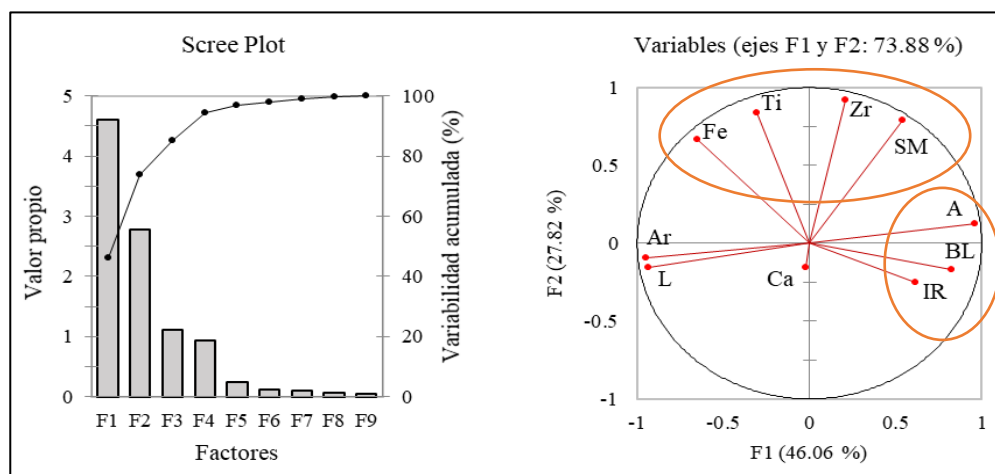 Scree Plot
Valor propio
5
4
3
2
1
0
100
80
60
40
20
0
Variabilidad acumulada (%)
F1 F2 F3 F4 F5 F6 F7 F8 F9
Factores
Variables (ejes F1 y F2: 73.88 %)
F2 (27.82 %)
1
0.5
0
-0.5
-1
Ti
Zr
Fe
SM
A
Ar
BL
L
Ca
IR
-1 -0.5 0 0.5 1
F1 (46.06 %)